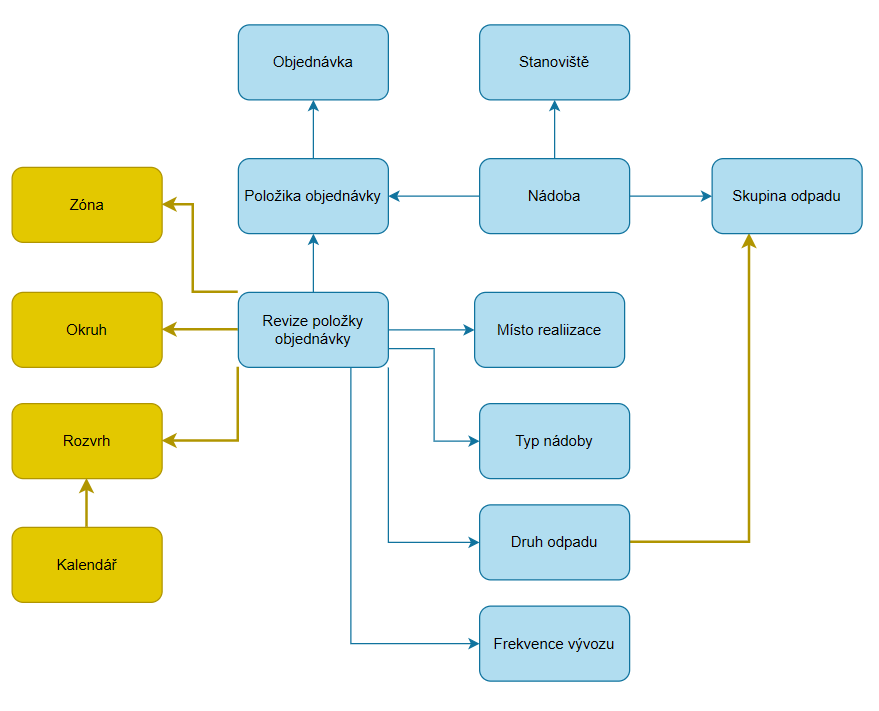 Objednávka
Stanoviště
Zóna
Položika objednávky
Nádoba
Skupina odpadu
Okruh
Revize položky
objednávky
Místo realiizace
Rozvrh
Typ nádoby
Kalendář
Druh odpadu
Frekvence vývozu